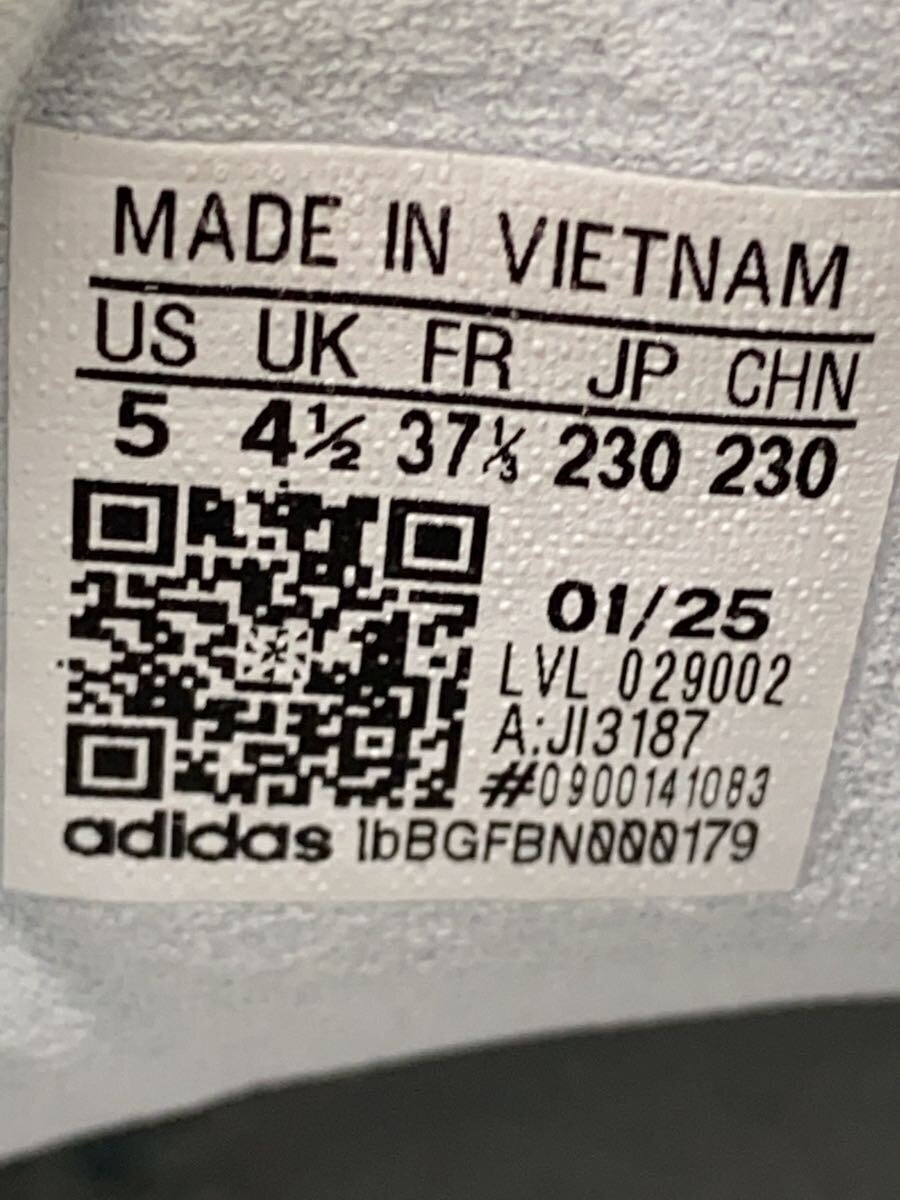 MADE IN VIETNAM
US UK FR JP CHN
5 4½ 37⅓ 230 230
01/25
LVL 029002
A:JI3187
#0900141083
adidas lbBGFBN000179